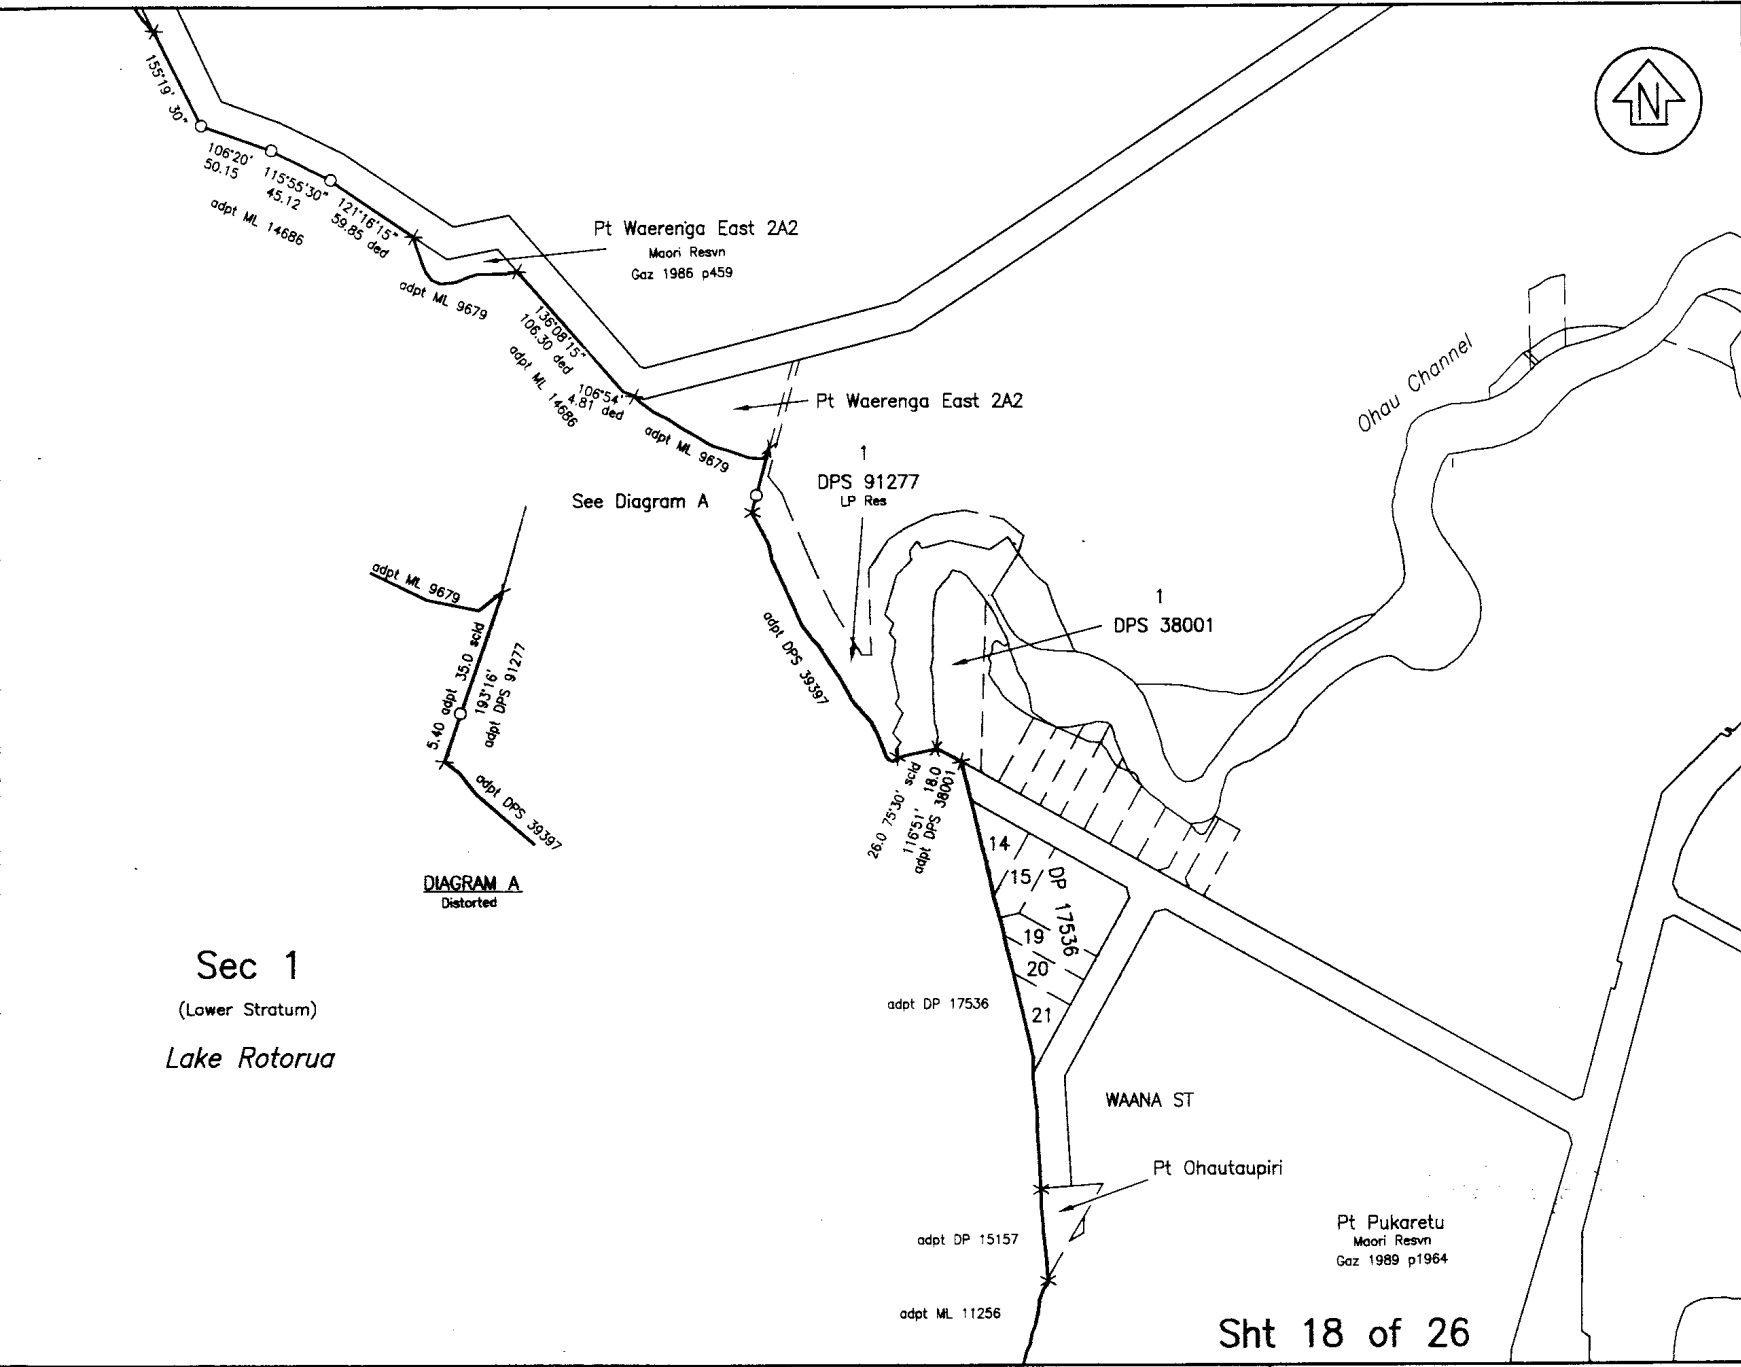 N
155°19' 30"
106°20'
50.15
115°55'30"
45.12
121°16'15"
59.85 ded
adpt ML 14686
Pt Waerenga East 2A2
Maori Resvn
Gaz 1986 p459
adpt ML 9679
136°08'15"
106.30 ded
adpt ML 14686
106°54'
4.81 ded
adpt ML 9679
Pt Waerenga East 2A2
Ohau Channel
1
DPS 91277
LP Res
See Diagram A
adpt ML 9679
5.40 adpt 35.0 scld
193°16'
adpt DPS 91277
adpt DPS 39397
DIAGRAM A
Distorted
adpt DPS 39397
1
DPS 38001
26.0 75°30' scld
116°51' 18.0
adpt DPS 38001
14
15
DP 17536
19
20
21
Sec 1
(Lower Stratum)
Lake Rotorua
adpt DP 17536
WAANA ST
Pt Ohautaupiri
adpt DP 15157
Pt Pukaretu
Maori Resvn
Gaz 1989 p1964
adpt ML 11256
Sht 18 of 26